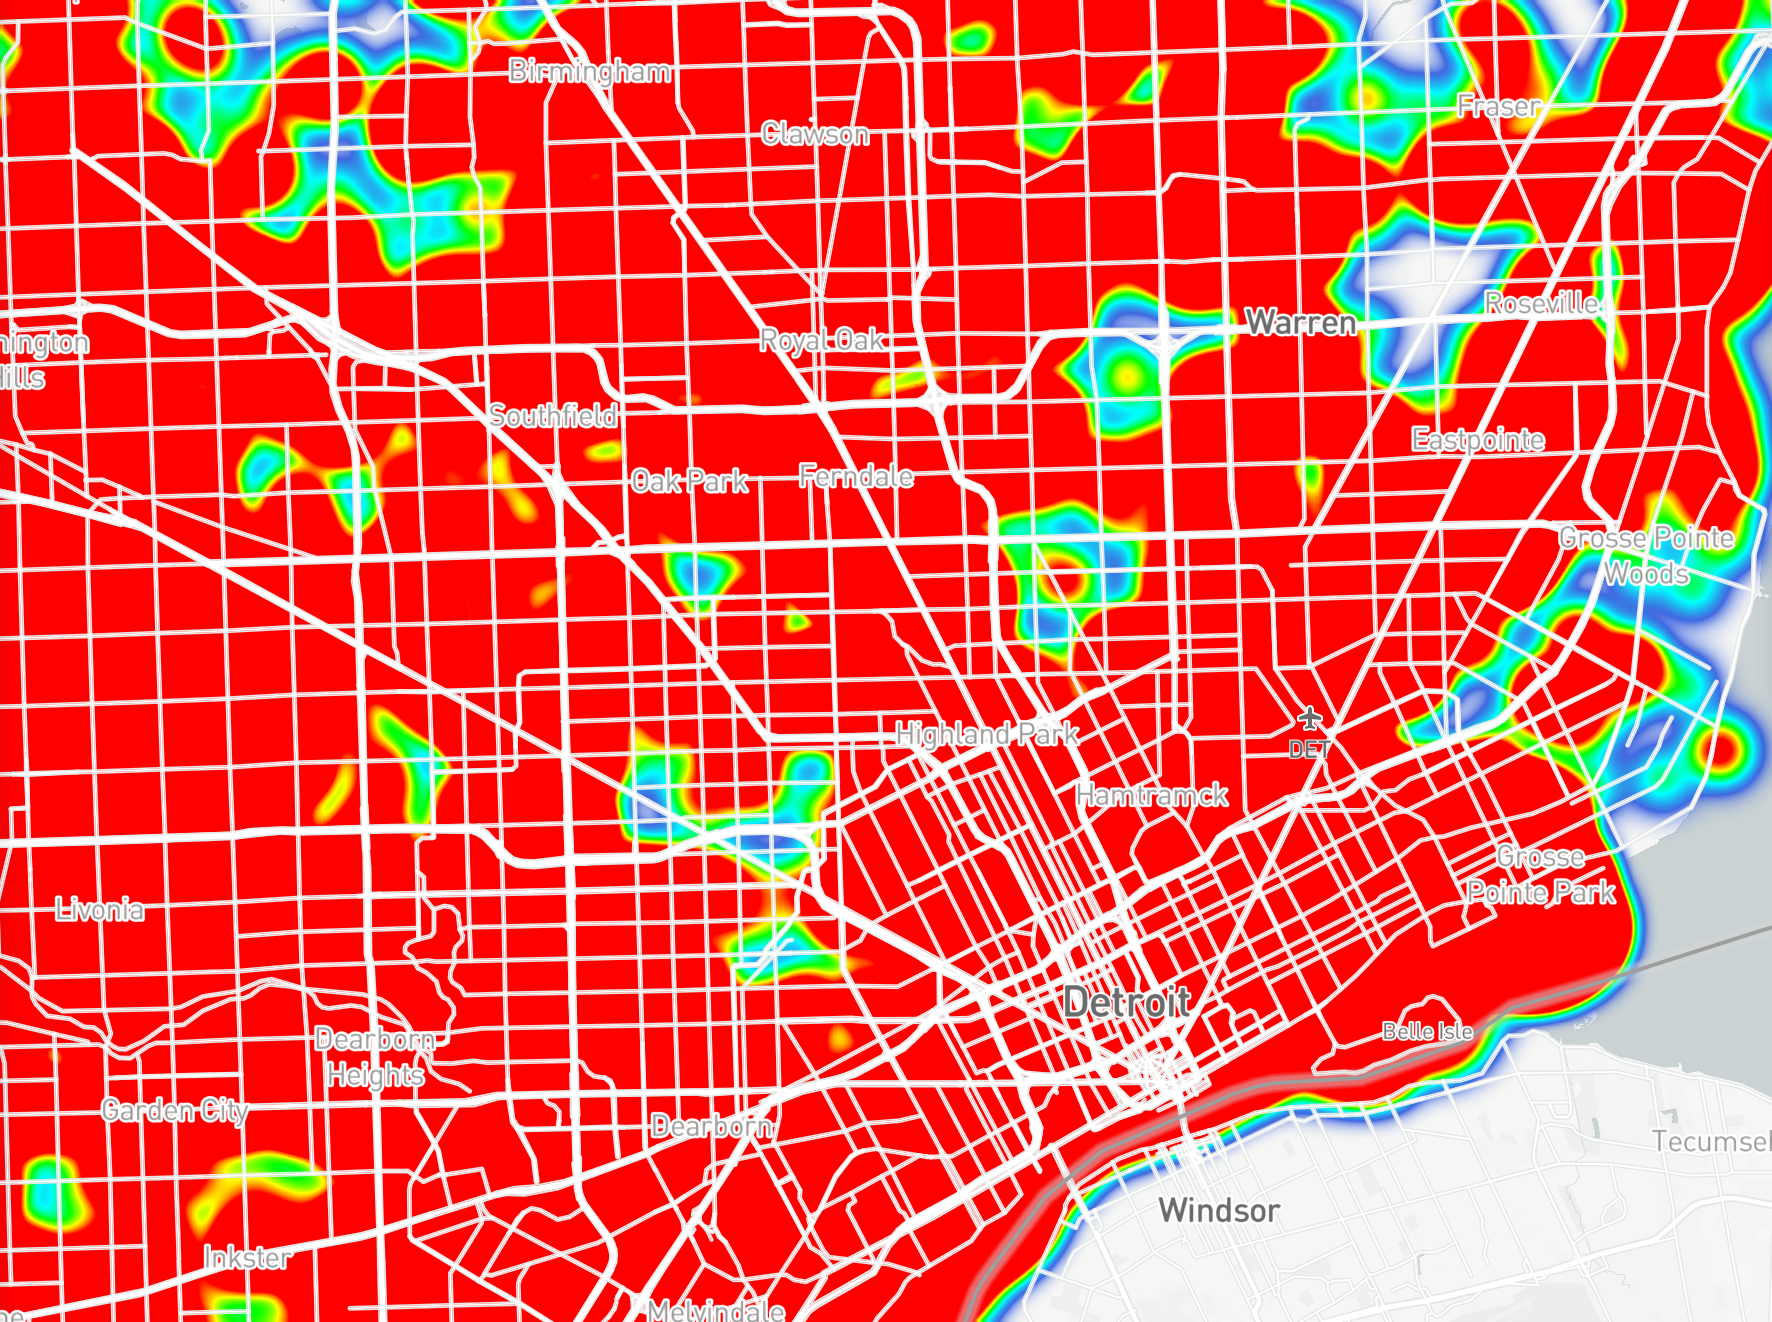 Birmingham
Clawson
Fraser
Warren
Roseville
Royal Oak
Southfield
Oak Park
Ferndale
Eastpointe
Grosse Pointe
Woods
Highland Park
DET
Hamtramck
Grosse
Pointe Park
Livonia
Detroit
Belle Isle
Dearborn
Heights
Garden City
Dearborn
Windsor
Inkster
Melvindale